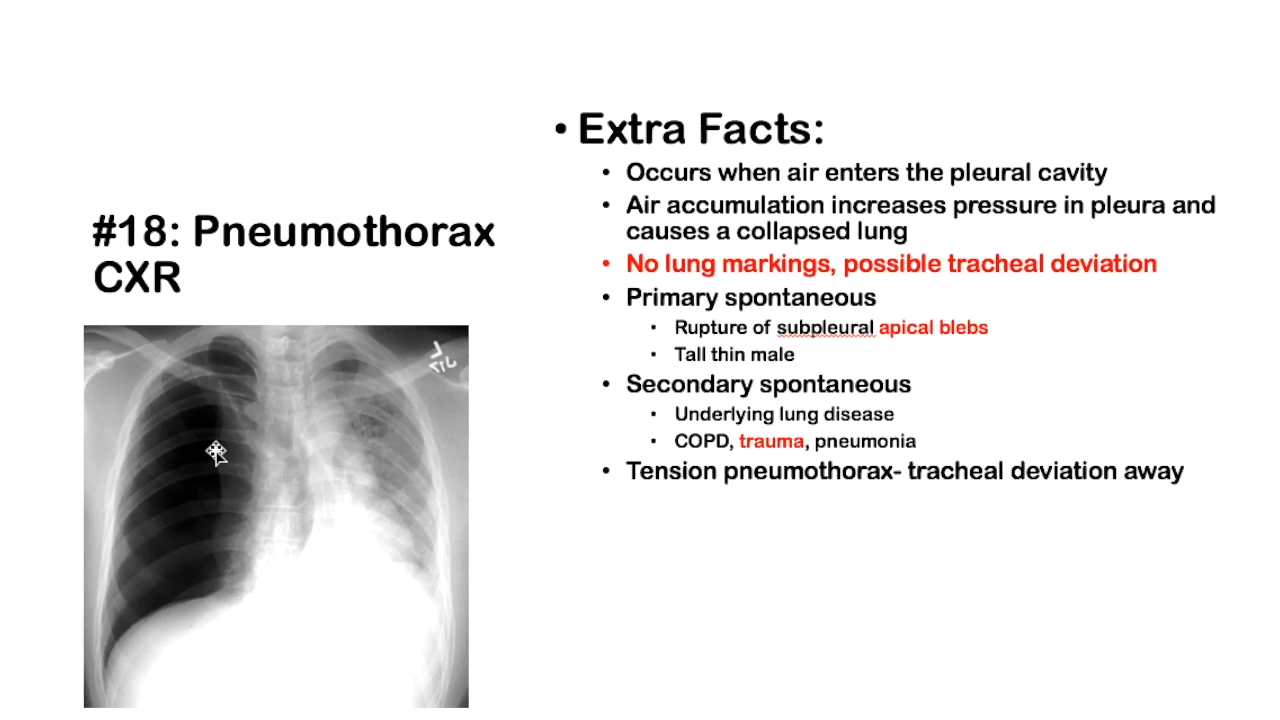 #18: Pneumothorax
CXR
• Extra Facts:
• Occurs when air enters the pleural cavity
• Air accumulation increases pressure in pleura and
causes a collapsed lung
• No lung markings, possible tracheal deviation
• Primary spontaneous
• Rupture of subpleural apical blebs
• Tall thin male
• Secondary spontaneous
• Underlying lung disease
• COPD, trauma, pneumonia
• Tension pneumothorax- tracheal deviation away